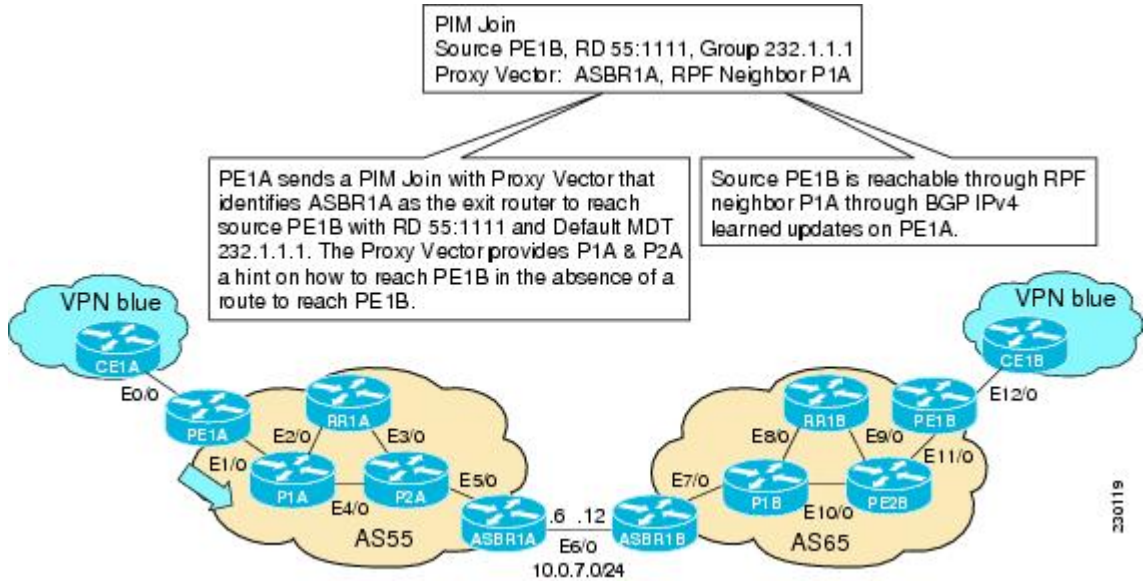 PIM Join
Source PE1B, RD 55:1111, Group 232.1.1.1
Proxy Vector: ASBR1A, RPF Neighbor P1A
PE1A sends a PIM Join with Proxy Vector that
identifies ASBR1A as the exit router to reach
source PE1B with RD 55:1111 and Default MDT
232.1.1.1. The Proxy Vector provides P1A & P2A
a hint on how to reach PE1B in the absence of a
route to reach PE1B.
Source PE1B is reachable through RPF
neighbor P1A through BGP IPv4
learned updates on PE1A.
VPN blue
CE1A
E0/0
PE1A
E1/0
E2/0
RR1A
E3/0
P1A
E4/0
P2A
E5/0
AS55
ASBR1A
.6 .12
E6/0
10.0.7.0/24
ASBR1B
E7/0
P1B
E8/0
RR1B
E9/0
E10/0
PE2B
E11/0
PE1B
AS65
E12/0
VPN blue
CE1B
230119